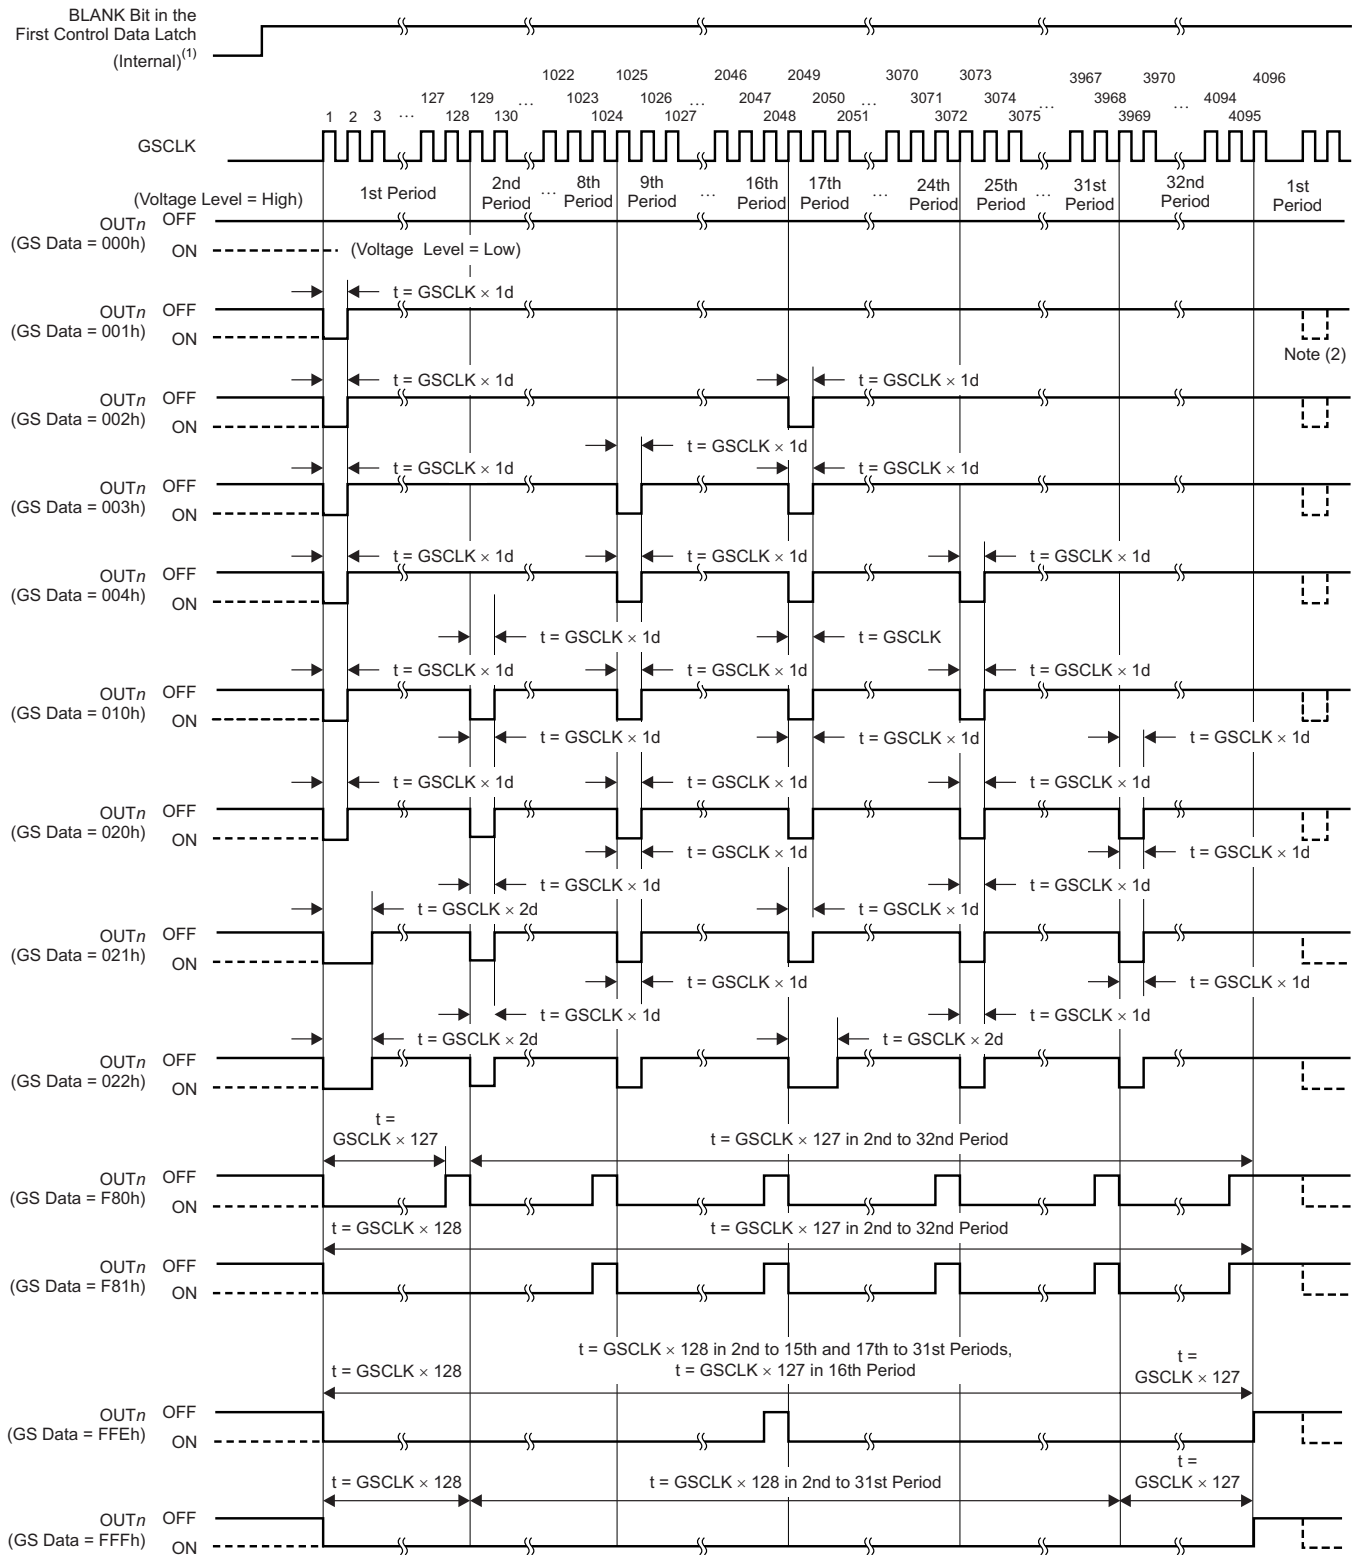 BLANK Bit in the
First Control Data Latch
(Internal)(1)
1022 1025 2046 2049 3070 3073 3967 3970 4096
127 129 ... 1023 1026 ... 2047 2050 ... 3071 3074 ... 3968 ... 4094
1 2 3 ... 128 130 1024 1027 2048 2051 3072 3075 3969 4095
GSCLK
(Voltage Level = High)
1st Period
2nd Period
...
8th Period
9th Period
...
16th Period
17th Period
...
24th Period
25th Period
...
31st Period
32nd Period
1st Period
OUTn OFF
(GS Data = 000h)
ON
(Voltage Level = Low)
t = GSCLK × 1d
OUTn OFF
(GS Data = 001h)
ON
Note (2)
t = GSCLK × 1d t = GSCLK × 1d
OUTn OFF
(GS Data = 002h)
ON
t = GSCLK × 1d
t = GSCLK × 1d t = GSCLK × 1d
OUTn OFF
(GS Data = 003h)
ON
t = GSCLK × 1d t = GSCLK × 1d t = GSCLK × 1d t = GSCLK × 1d
OUTn OFF
(GS Data = 004h)
ON
t = GSCLK × 1d t = GSCLK
t = GSCLK × 1d t = GSCLK × 1d t = GSCLK × 1d
OUTn OFF
(GS Data = 010h)
ON
t = GSCLK × 1d t = GSCLK × 1d t = GSCLK × 1d
t = GSCLK × 1d t = GSCLK × 1d t = GSCLK × 1d
OUTn OFF
(GS Data = 020h)
ON
t = GSCLK × 1d t = GSCLK × 1d
t = GSCLK × 1d t = GSCLK × 1d
t = GSCLK × 2d t = GSCLK × 1d
OUTn OFF
(GS Data = 021h)
ON
t = GSCLK × 1d t = GSCLK × 1d
t = GSCLK × 1d t = GSCLK × 1d
t = GSCLK × 2d t = GSCLK × 2d
OUTn OFF
(GS Data = 022h)
ON
t =
GSCLK × 127 t = GSCLK × 127 in 2nd to 32nd Period
OUTn OFF
(GS Data = F80h)
ON
t = GSCLK × 128 t = GSCLK × 127 in 2nd to 32nd Period
OUTn OFF
(GS Data = F81h)
ON
t = GSCLK × 128 in 2nd to 15th and 17th to 31st Periods,
t = GSCLK × 128 t = GSCLK × 127 in 16th Period
t =
GSCLK × 127
OUTn OFF
(GS Data = FFEh)
ON
t = GSCLK × 128 t = GSCLK × 128 in 2nd to 31st Period
t =
GSCLK × 127
OUTn OFF
(GS Data = FFFh)
ON